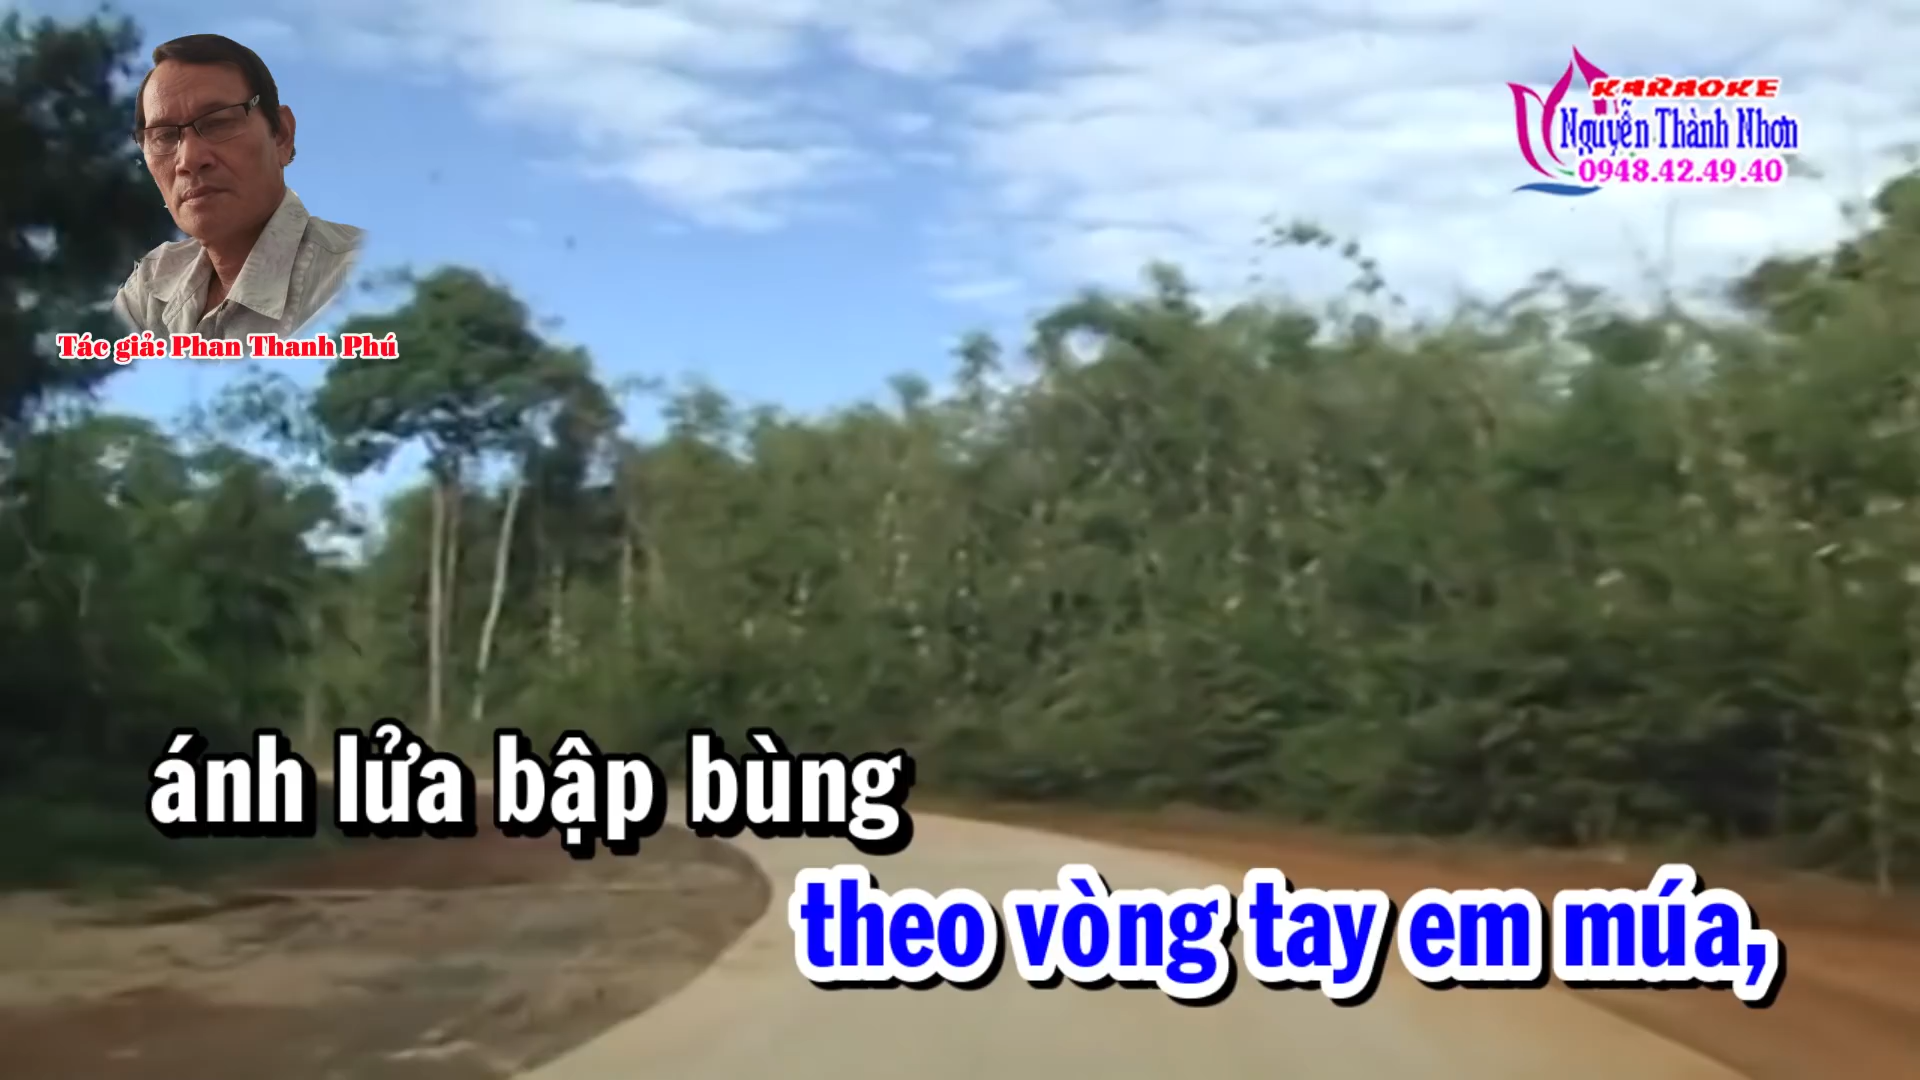 KARAOKE
Nguyễn Thành Nhơn
0948.42.49.40
Tác giả: Phan Thanh Phú
ánh lửa bập bùng
theo vòng tay em múa,